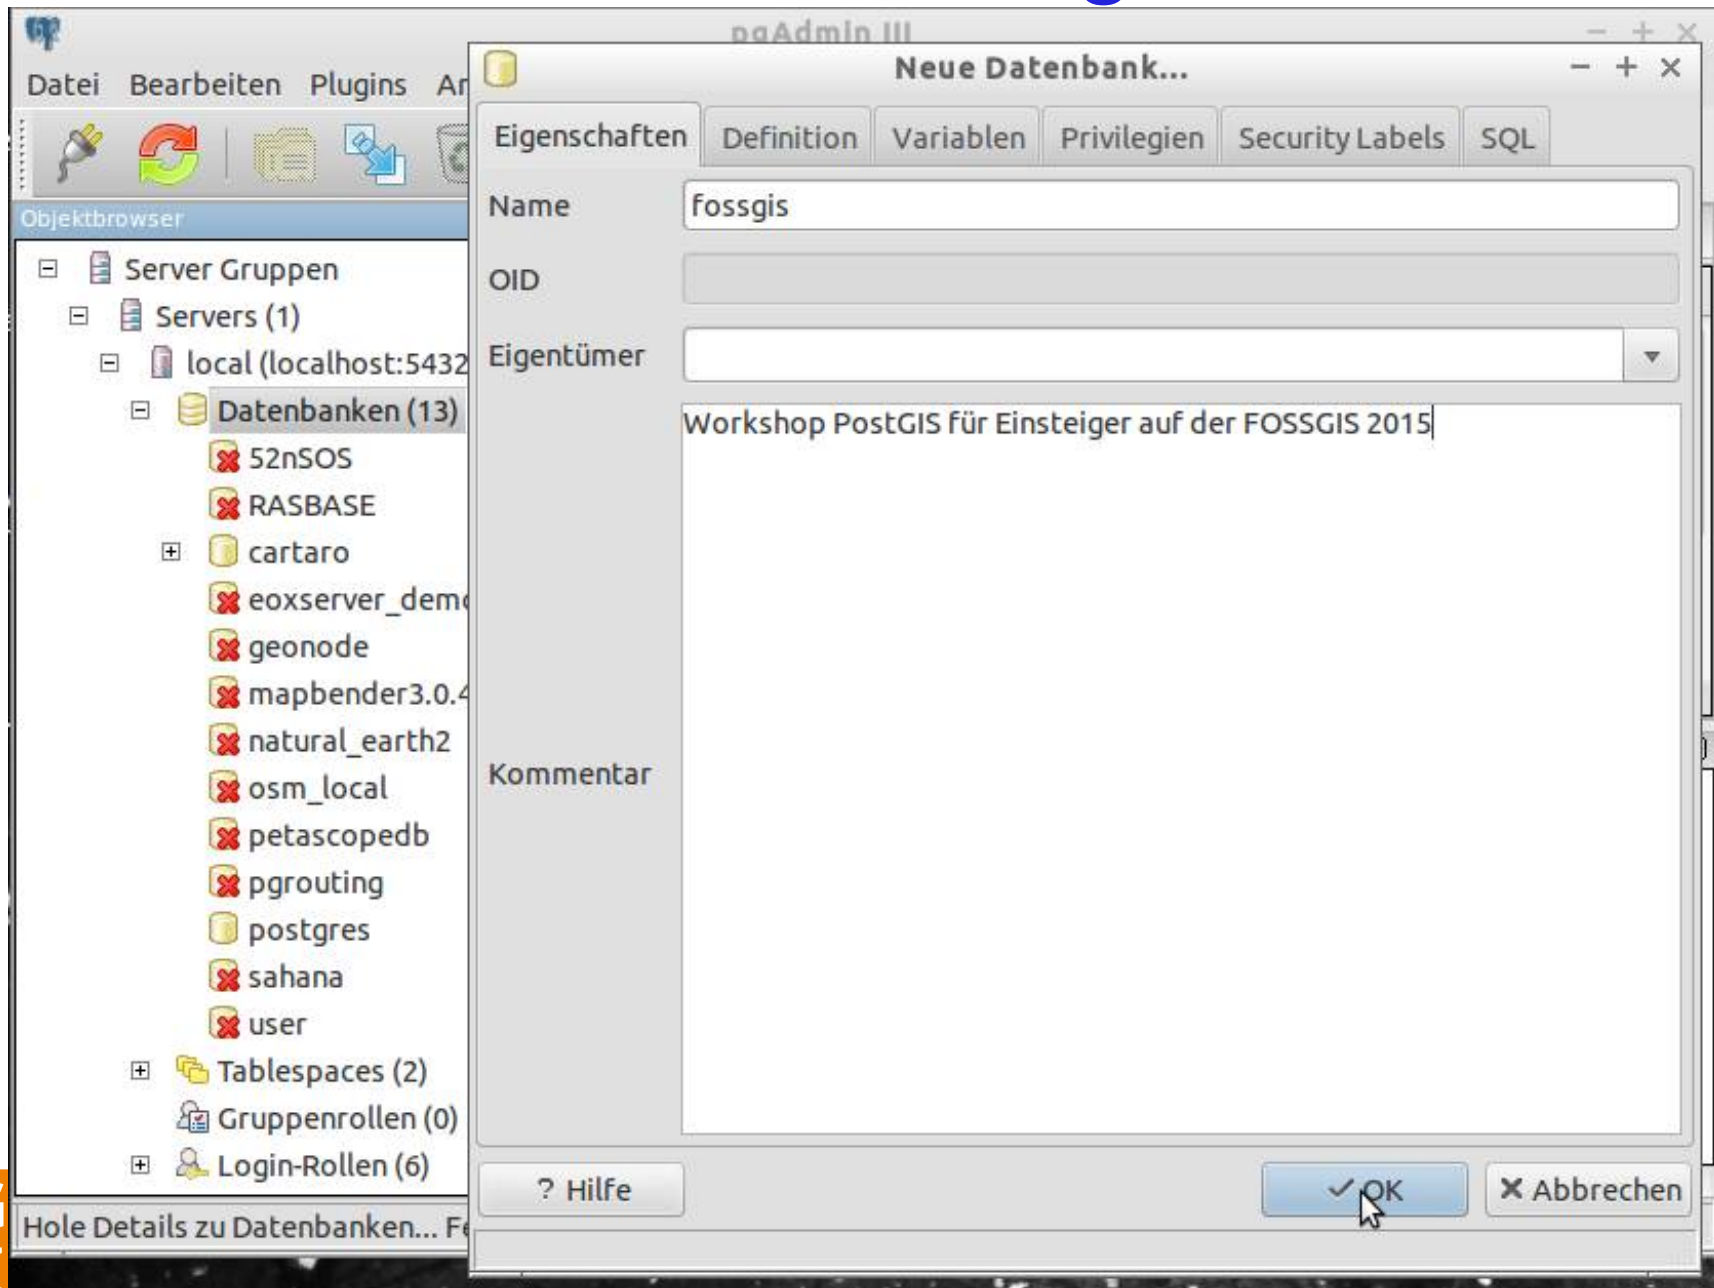 pgAdmin III
Datei Bearbeiten Plugins
Objektbrowser
Server Gruppen
Servers (1)
local (localhost:5432
Datenbanken (13)
52nSOS
RASBASE
cartaro
eoxserver_demo
geonode
mapbender3.0.4
natural_earth2
osm_local
petascopedb
pgrouting
postgres
sahana
user
Tablespaces (2)
Gruppenrollen (0)
Login-Rollen (6)
Hole Details zu Datenbanken...
Neue Datenbank...
Eigenschaften Definition Variablen Privilegien Security Labels SQL
Name fossgis
OID
Eigentümer
Workshop PostGIS für Einsteiger auf der FOSSGIS 2015
Kommentar
? Hilfe OK Abbrechen